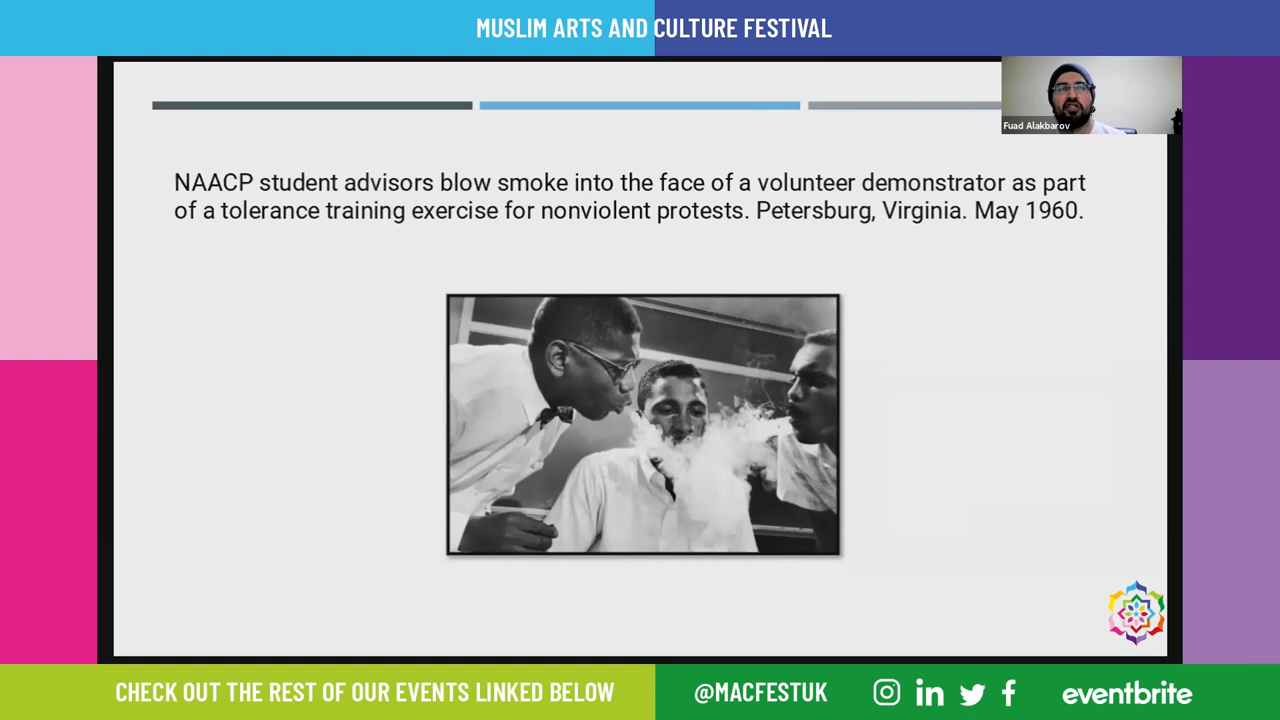 MUSLIM ARTS AND CULTURE FESTIVAL
Fuad Alakbarov
NAACP student advisors blow smoke into the face of a volunteer demonstrator as part
of a tolerance training exercise for nonviolent protests. Petersburg, Virginia. May 1960.
CHECK OUT THE REST OF OUR EVENTS LINKED BELOW
@MACFESTUK
eventbrite